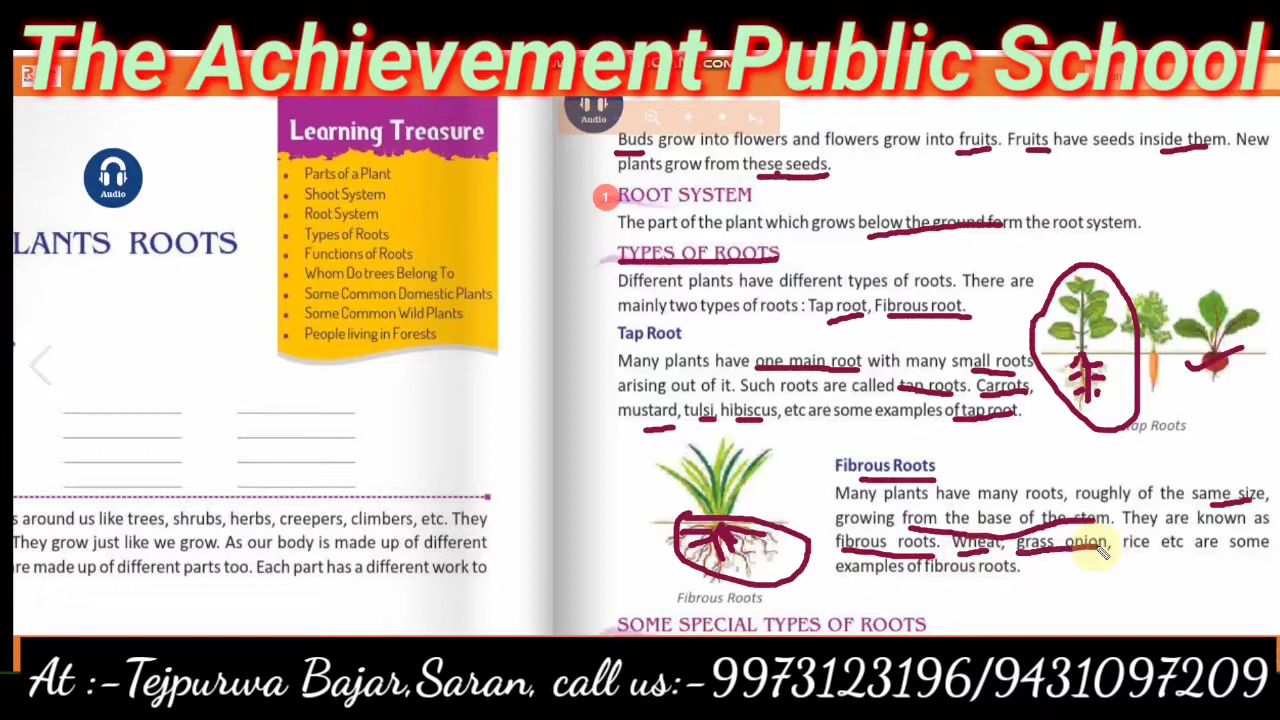 The Achievement Public School
Audio
LANTS ROOTS
Learning Treasure
Parts of a Plant
Shoot System
Root System
Types of Roots
Functions of Roots
Whom Do trees Belong To
Some Common Domestic Plants
Some Common Wild Plants
People living in Forests
s around us like trees, shrubs, herbs, creepers, climbers, etc. They
They grow just like we grow. As our body is made up of different
re made up of different parts too. Each part has a different work to
Audio
Buds grow into flowers and flowers grow into fruits. Fruits have seeds inside them. New
plants grow from these seeds.
1
ROOT SYSTEM
The part of the plant which grows below the ground form the root system.
TYPES OF ROOTS
Different plants have different types of roots. There are
mainly two types of roots : Tap root, Fibrous root.
Tap Root
Many plants have one main root with many small roots
arising out of it. Such roots are called tap roots. Carrots,
mustard, tulsi, hibiscus, etc are some examples of tap root.
Tap Roots
Fibrous Roots
Fibrous Roots
Many plants have many roots, roughly of the same size,
growing from the base of the stem. They are known as
fibrous roots. Wheat, grass onion, rice etc are some
examples of fibrous roots.
SOME SPECIAL TYPES OF ROOTS
At :-Tejpurwa Bajar,Saran, call us:-9973123196/9431097209